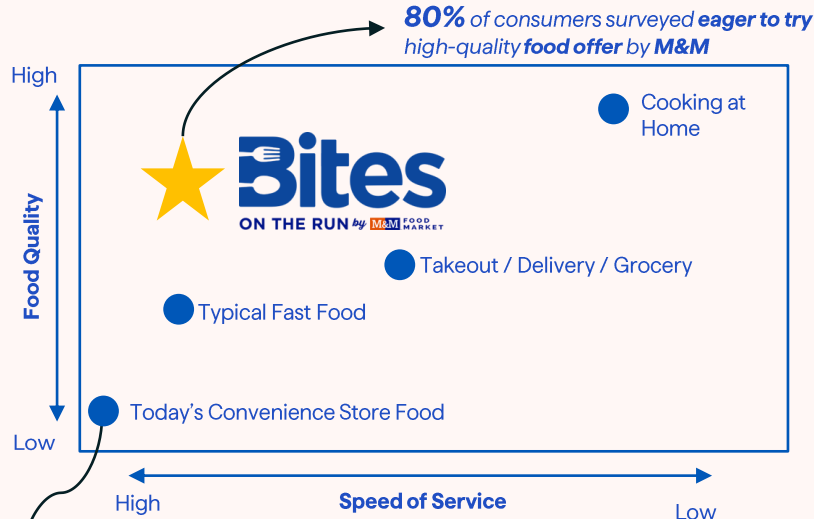 80% of consumers surveyed eager to try
high-quality food offer by M&M
High
Cooking at
Home
Bites
ON THE RUN by M&M FOOD MARKET
Food Quality
Takeout / Delivery / Grocery
Typical Fast Food
Today's Convenience Store Food
Low
High
Speed of Service
Low